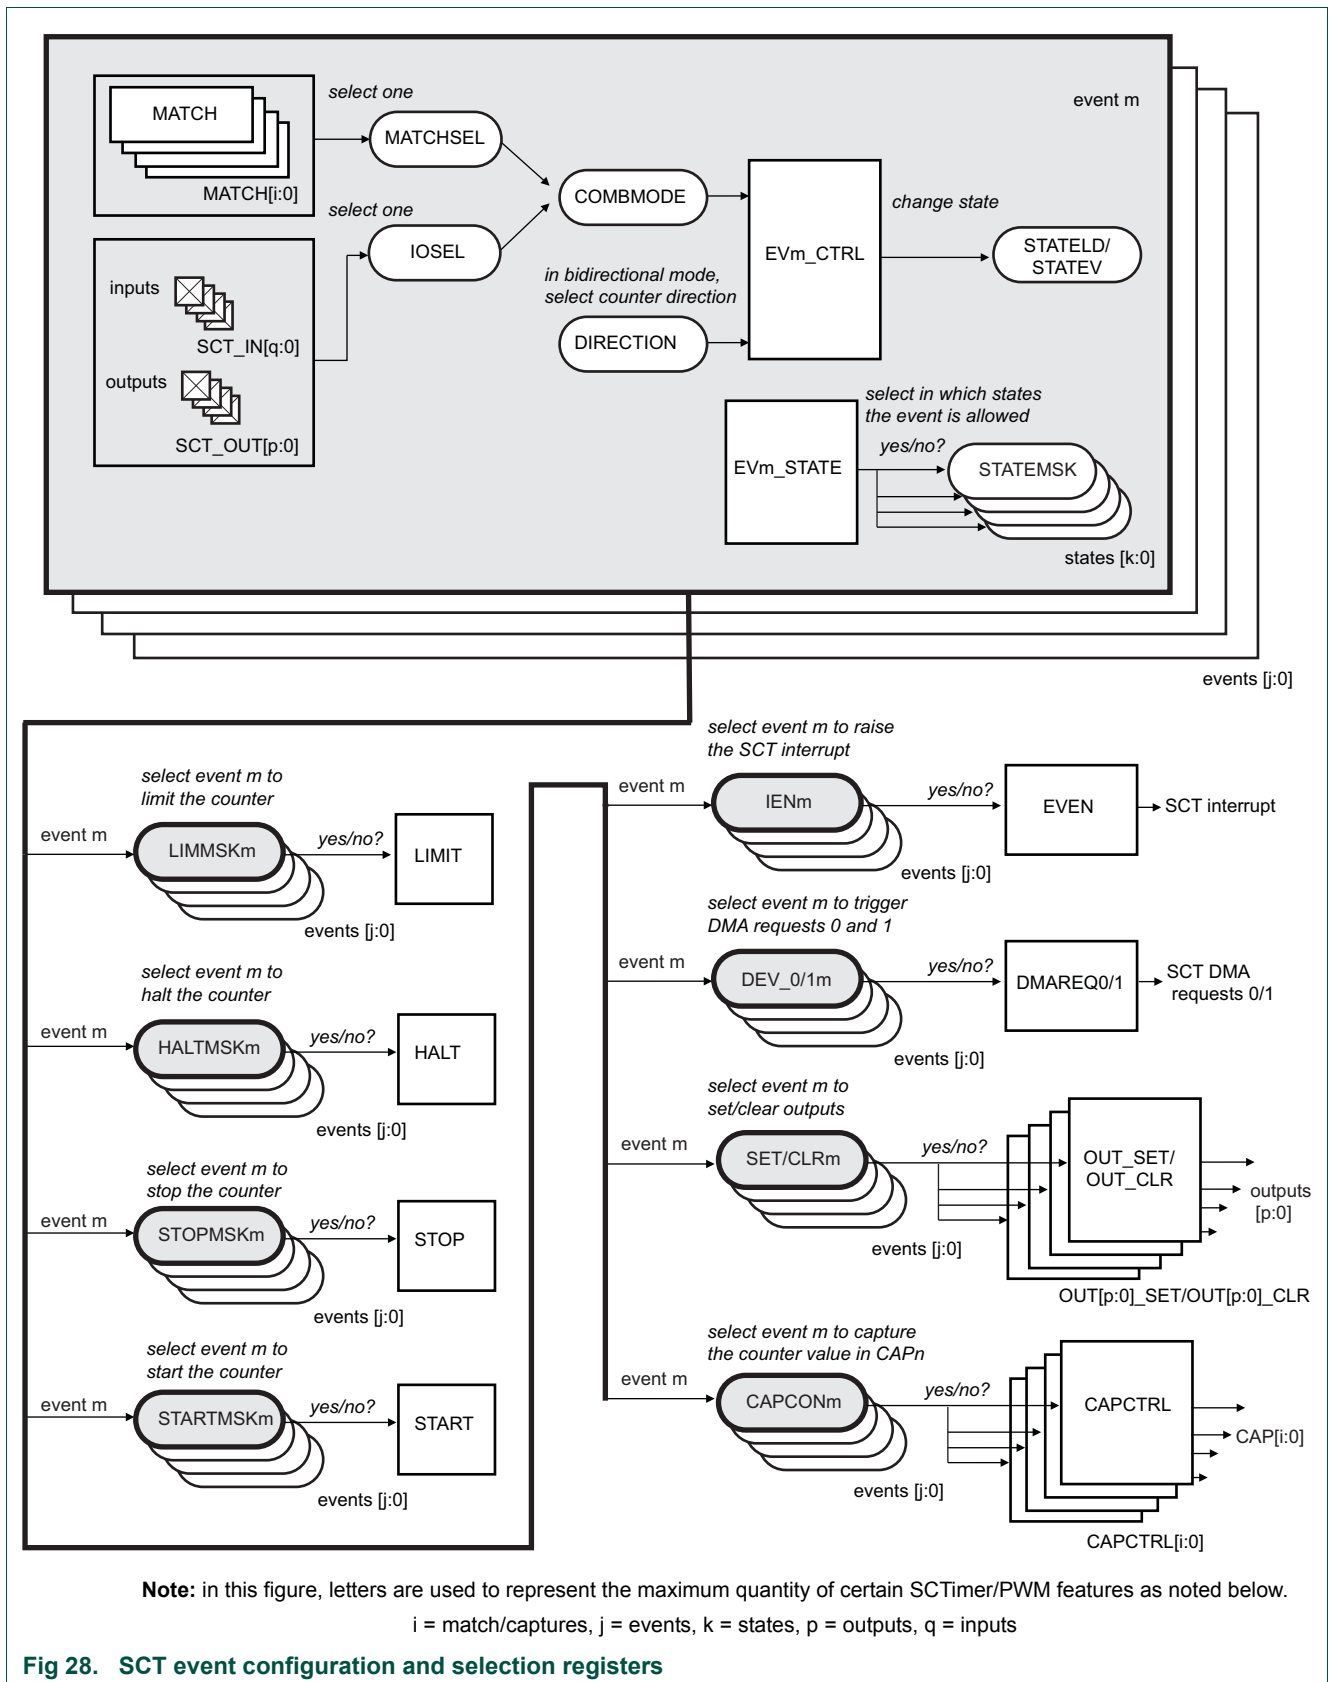 event m
select one
MATCH
MATCHSEL
MATCH[i:0]
select one
IOSEL
COMBMODE
inputs
SCT_IN[q:0]
outputs
SCT_OUT[p:0]
in bidirectional mode,
select counter direction
DIRECTION
EVm_CTRL
change state
STATELD/
STATEV
select in which states
the event is allowed
yes/no?
EVm_STATE
STATEMSK
states [k:0]
events [j:0]
select event m to
limit the counter
event m
LIMMSKm
yes/no?
LIMIT
events [j:0]
select event m to
halt the counter
event m
HALTMSKm
yes/no?
HALT
events [j:0]
select event m to
stop the counter
event m
STOPMSKm
yes/no?
STOP
events [j:0]
select event m to
start the counter
event m
STARTMSKm
yes/no?
START
events [j:0]
select event m to raise
the SCT interrupt
event m
IENm
yes/no?
EVEN
SCT interrupt
events [j:0]
select event m to trigger
DMA requests 0 and 1
event m
DEV_0/1m
yes/no?
DMAREQ0/1
SCT DMA
requests 0/1
events [j:0]
select event m to
set/clear outputs
event m
SET/CLRm
yes/no?
OUT_SET/
OUT_CLR
outputs
[p:0]
events [j:0]
OUT[p:0]_SET/OUT[p:0]_CLR
select event m to capture
the counter value in CAPn
event m
CAPCONm
yes/no?
CAPCTRL
CAP[i:0]
events [j:0]
CAPCTRL[i:0]
Note: in this figure, letters are used to represent the maximum quantity of certain SCTimer/PWM features as noted below.
i = match/captures, j = events, k = states, p = outputs, q = inputs
Fig 28. SCT event configuration and selection registers